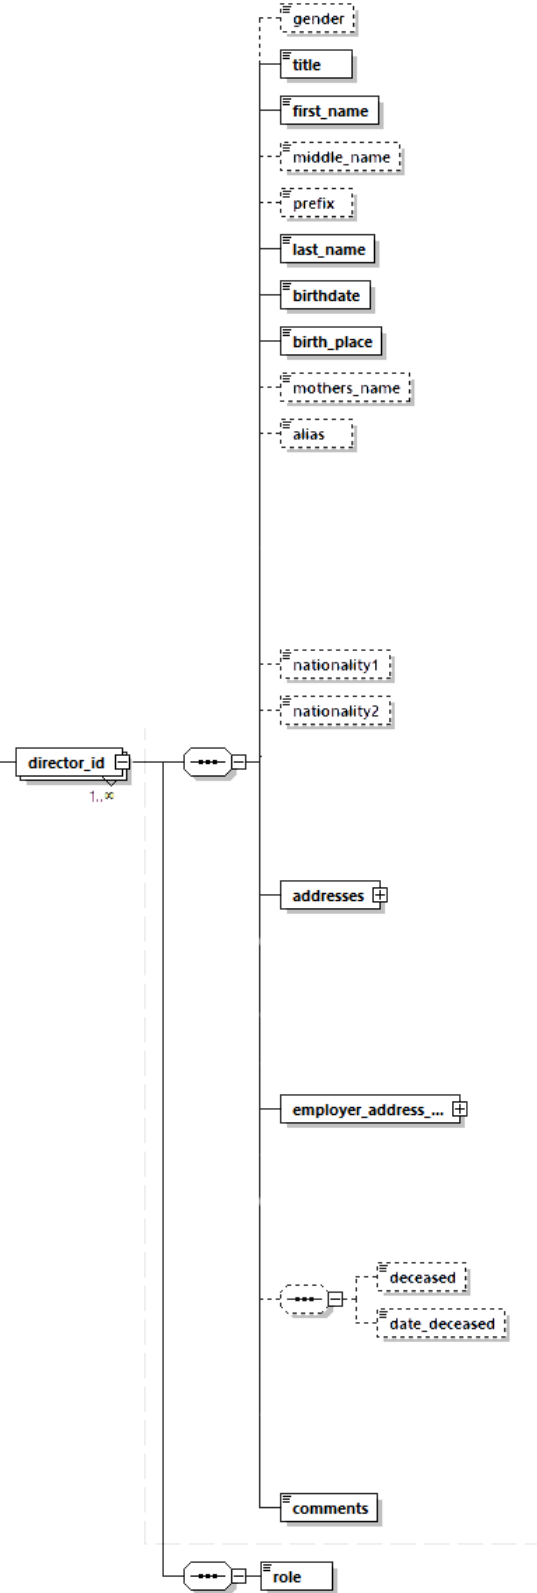 gender
title
first_name
middle_name
prefix
last_name
birthdate
birth_place
mothers_name
alias
nationality1
nationality2
director_id
1..∞
addresses
employer_address_...
deceased
date_deceased
comments
role